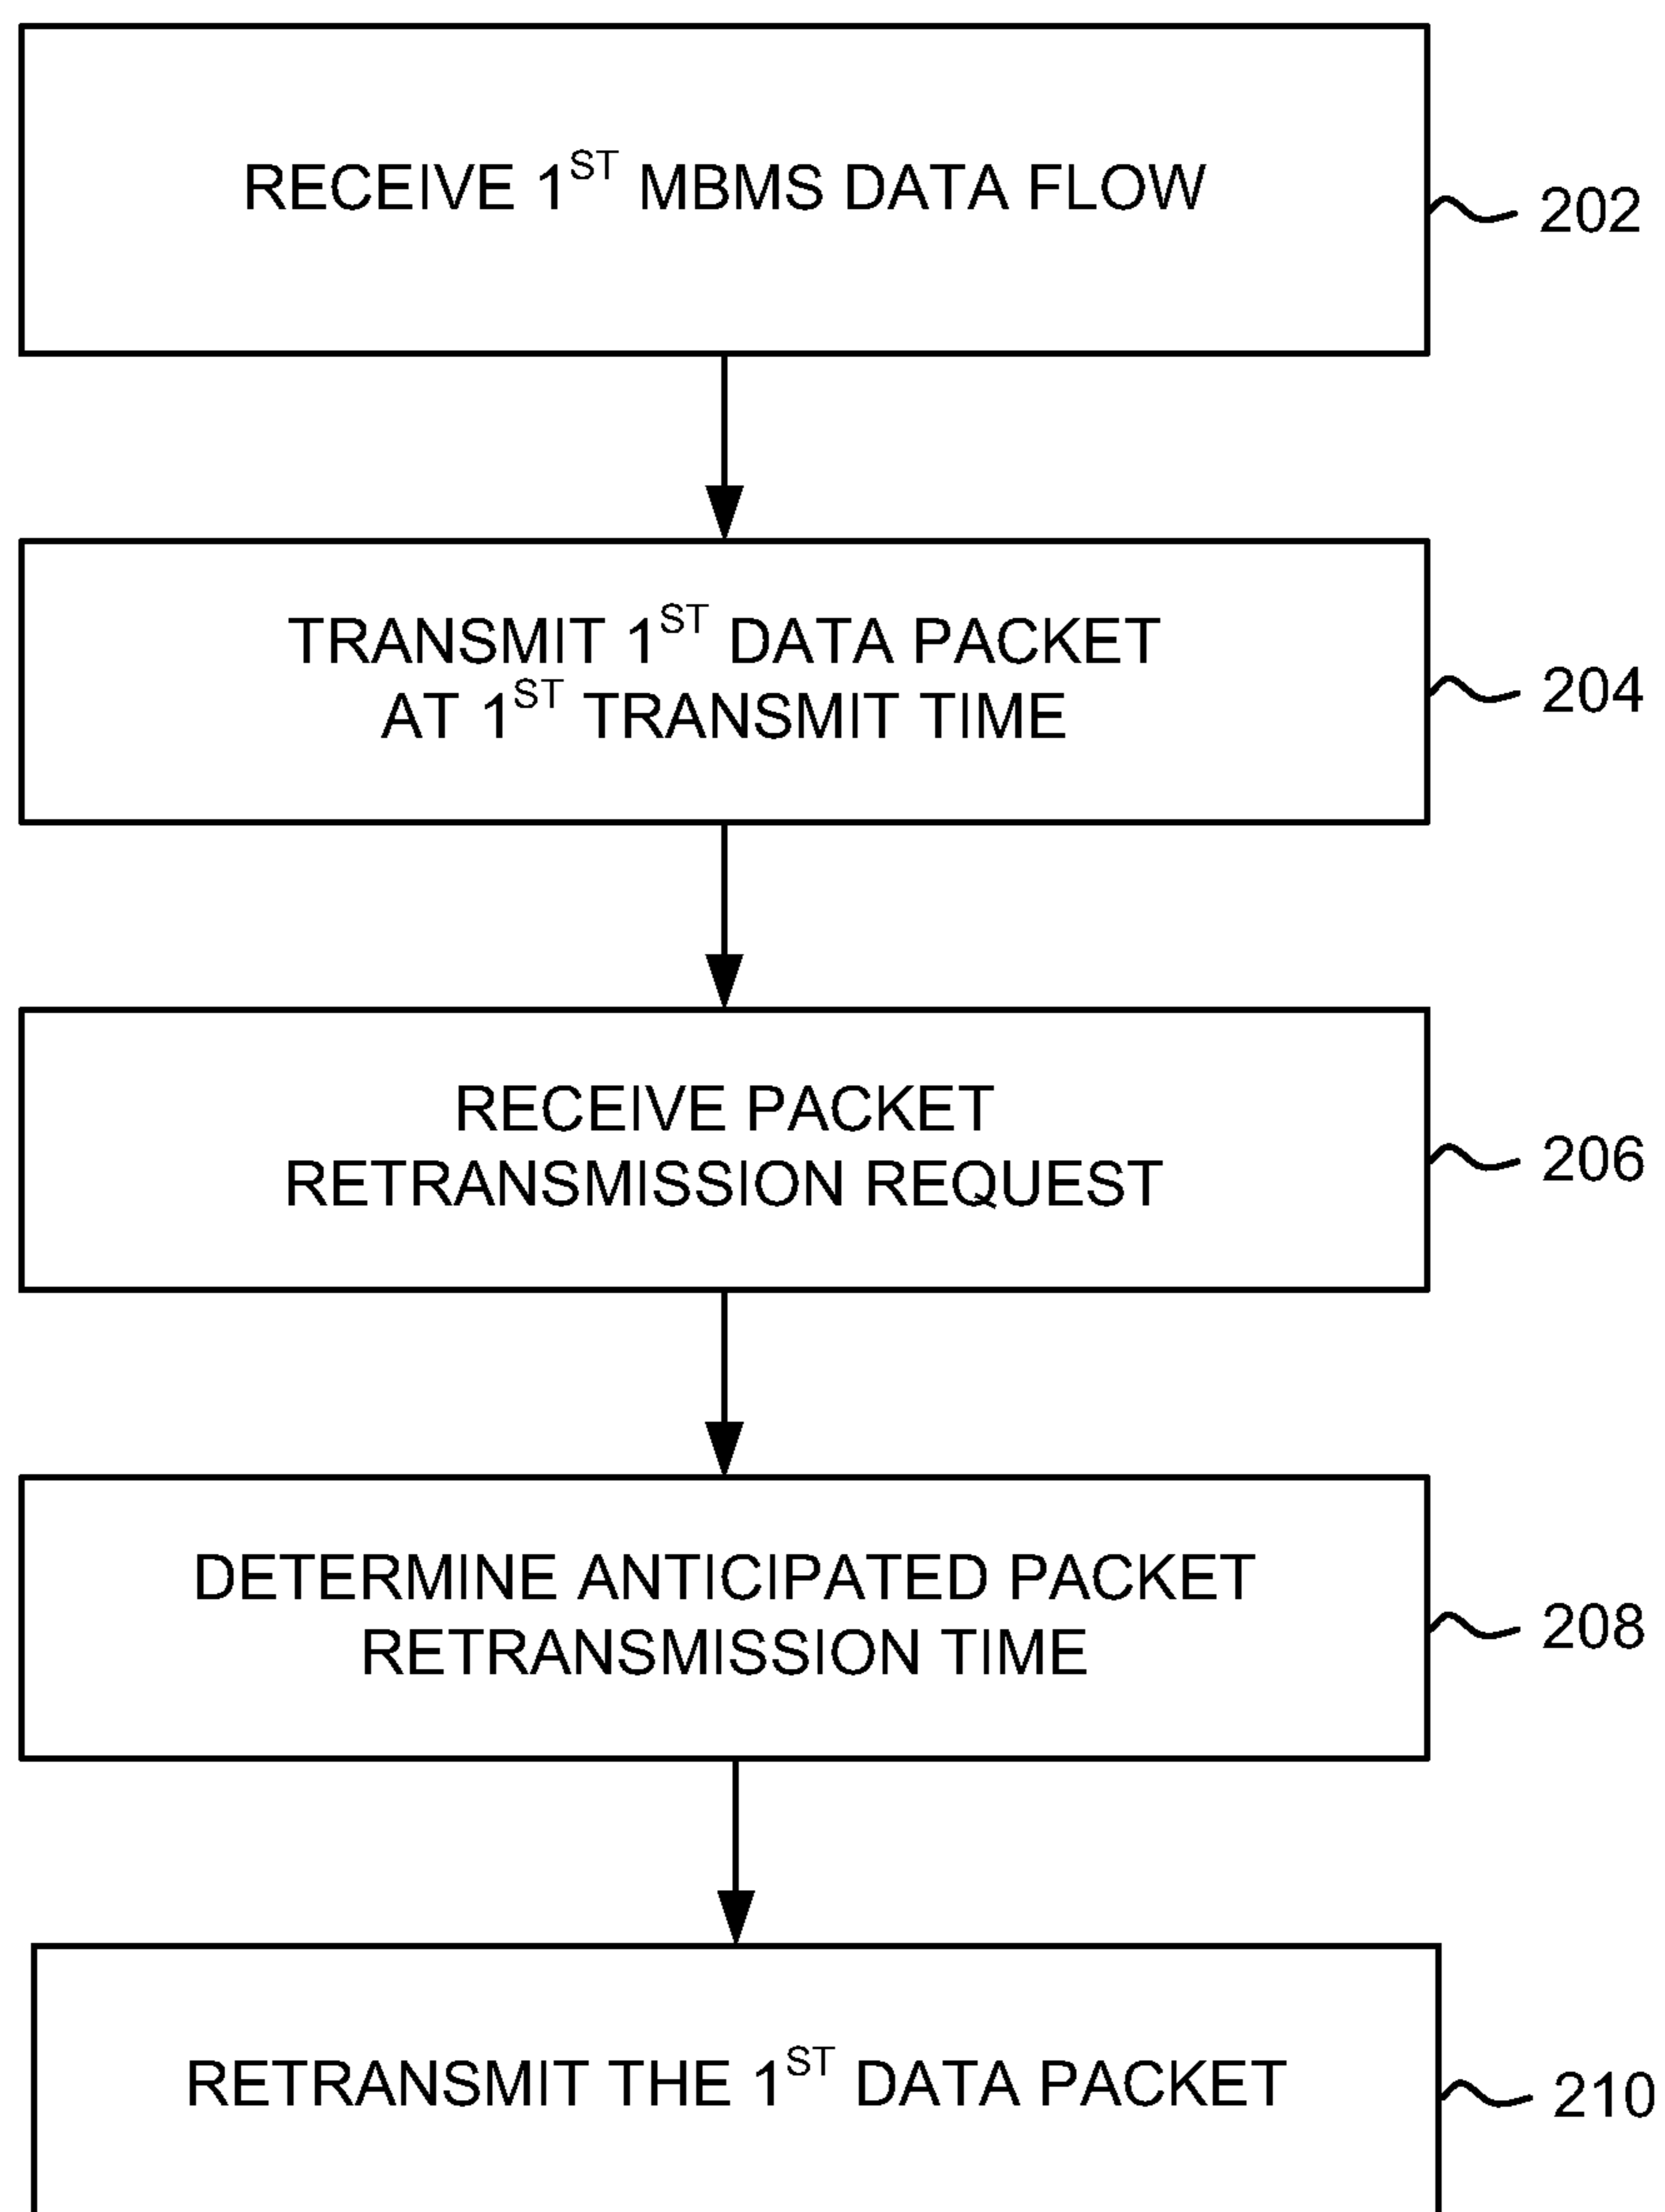 RECEIVE 1ST MBMS DATA FLOW
202
TRANSMIT 1ST DATA PACKET
AT 1ST TRANSMIT TIME
204
RECEIVE PACKET
RETRANSMISSION REQUEST
206
DETERMINE ANTICIPATED PACKET
RETRANSMISSION TIME
208
RETRANSMIT THE 1ST DATA PACKET
210